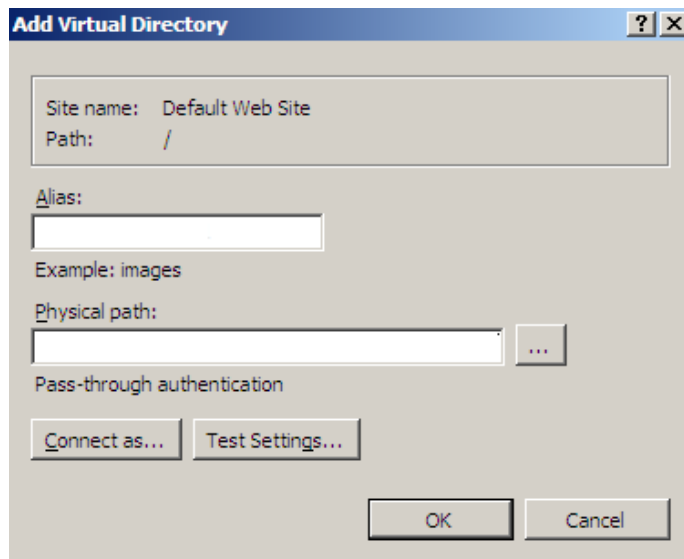 Add Virtual Directory
Site name: Default Web Site
Path: /
Alias:
Example: images
Physical path:
...
Pass-through authentication
Connect as... Test Settings...
OK Cancel